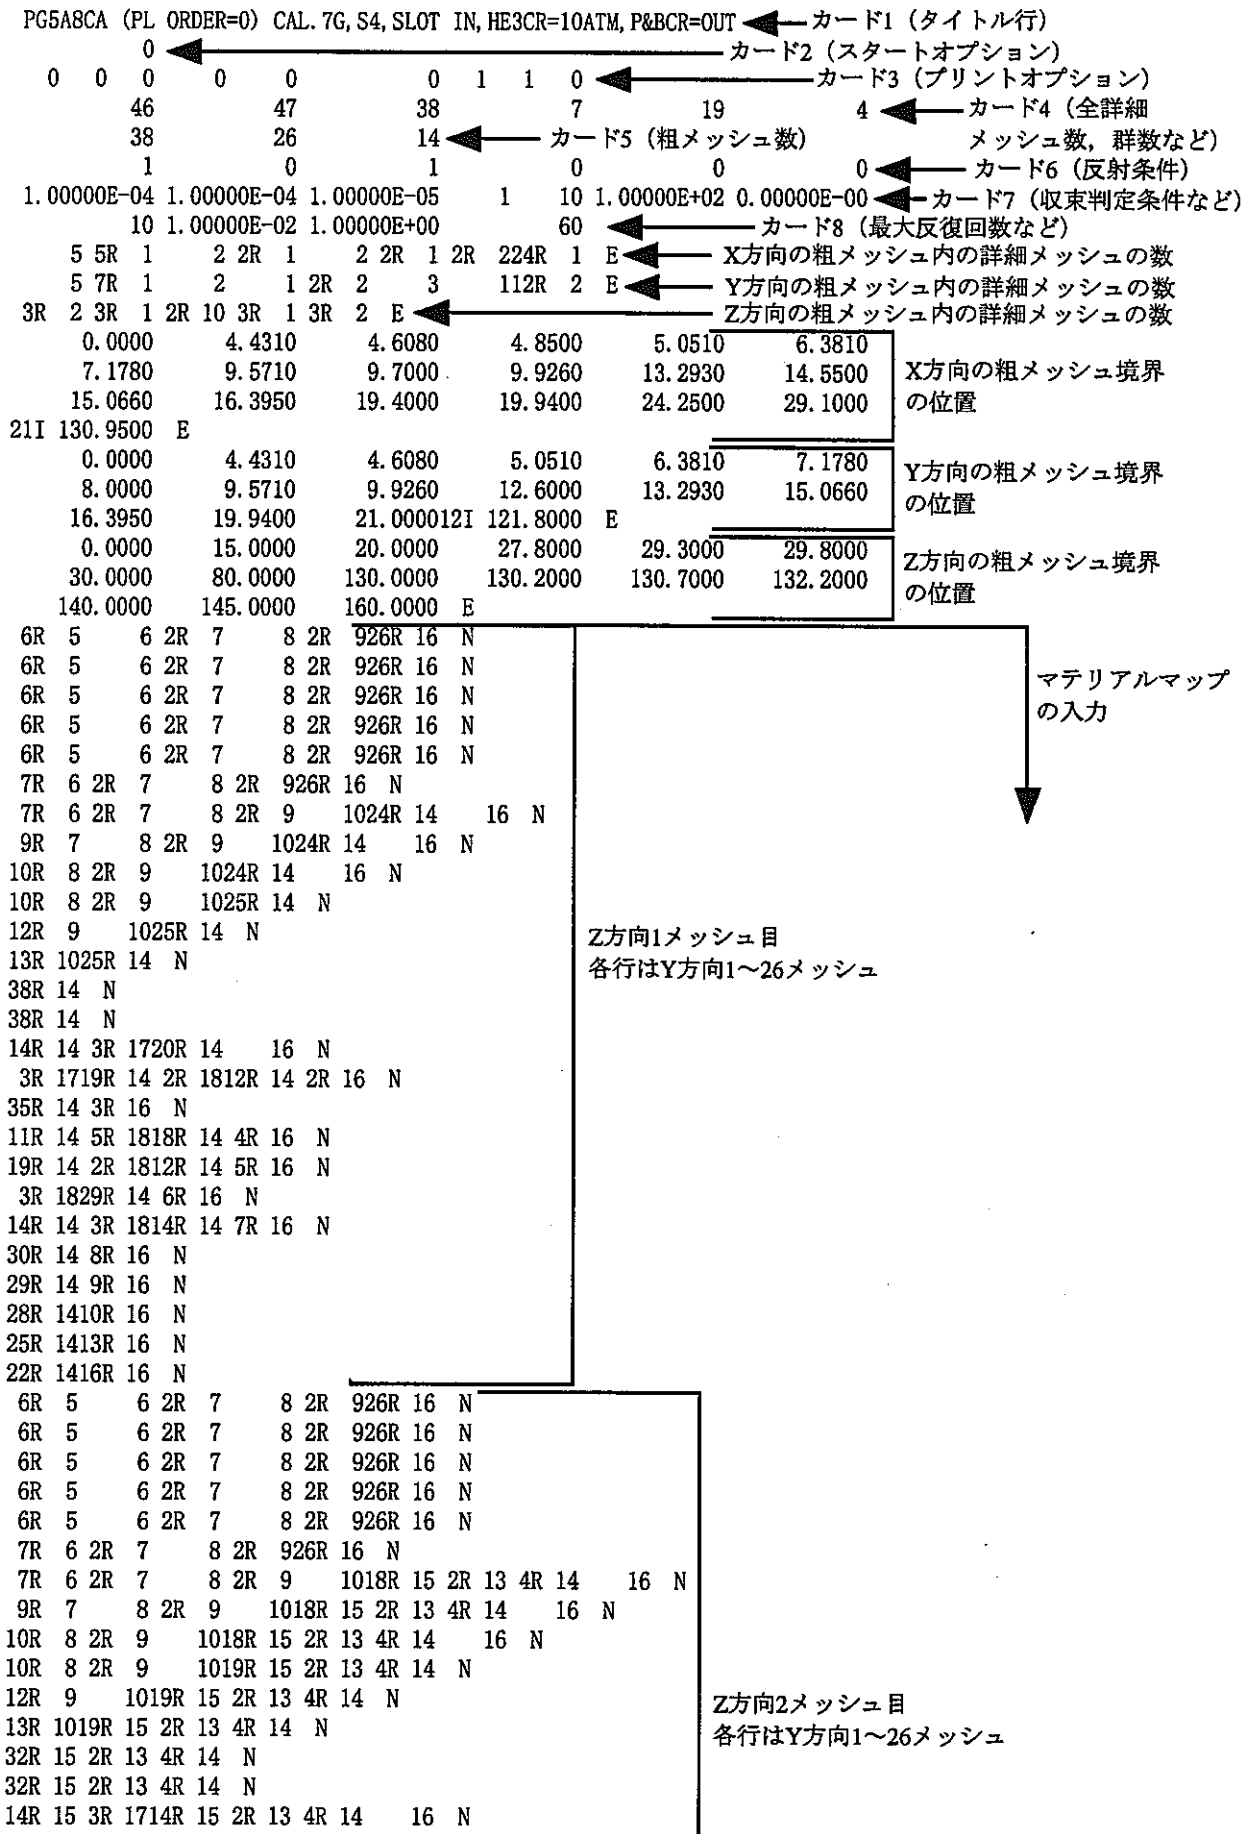 PG5A8CA (PL ORDER=0) CAL. 7G, S4, SLOT IN, HE3CR=10ATM, P&BCR=OUT カード1 (タイトル行)
0 カード2 (スタートオプション)
0 0 0 0 0 0 1 1 0 カード3 (プリントオプション)
46 47 38 7 19 4 カード4 (全詳細
38 26 14 カード5 (粗メッシュ数) メッシュ数, 群数など)
1 0 1 0 0 0 カード6 (反射条件)
1.00000E-04 1.00000E-04 1.00000E-05 1 10 1.00000E+02 0.00000E-00 カード7 (収束判定条件など)
10 1.00000E-02 1.00000E+00 60 カード8 (最大反復回数など)
5 5R 1 2 2R 1 2 2R 1 2R 224R 1 E X方向の粗メッシュ内の詳細メッシュの数
5 7R 1 2 1 2R 2 3 112R 2 E Y方向の粗メッシュ内の詳細メッシュの数
3R 2 3R 1 2R 10 3R 1 3R 2 E Z方向の粗メッシュ内の詳細メッシュの数
0.0000 4.4310 4.6080 4.8500 5.0510 6.3810
7.1780 9.5710 9.7000 9.9260 13.2930 14.5500 X方向の粗メッシュ境界
15.0660 16.3950 19.4000 19.9400 24.2500 29.1000 の位置
21I 130.9500 E
0.0000 4.4310 4.6080 5.0510 6.3810 7.1780
8.0000 9.5710 9.9260 12.6000 13.2930 15.0660 Y方向の粗メッシュ境界
16.3950 19.9400 21.000012I 121.8000 E の位置
0.0000 15.0000 20.0000 27.8000 29.3000 29.8000
30.0000 80.0000 130.0000 130.2000 130.7000 132.2000 Z方向の粗メッシュ境界
140.0000 145.0000 160.0000 E の位置
6R 5 6 2R 7 8 2R 926R 16 N
6R 5 6 2R 7 8 2R 926R 16 N
6R 5 6 2R 7 8 2R 926R 16 N マテリアルマップ
6R 5 6 2R 7 8 2R 926R 16 N の入力
6R 5 6 2R 7 8 2R 926R 16 N
7R 6 2R 7 8 2R 926R 16 N
7R 6 2R 7 8 2R 9 1024R 14 16 N
9R 7 8 2R 9 1024R 14 16 N
10R 8 2R 9 1024R 14 16 N
10R 8 2R 9 1025R 14 N
12R 9 1025R 14 N Z方向1メッシュ目
13R 1025R 14 N 各行はY方向1~26メッシュ
38R 14 N
38R 14 N
14R 14 3R 1720R 14 16 N
3R 1719R 14 2R 1812R 14 2R 16 N
35R 14 3R 16 N
11R 14 5R 1818R 14 4R 16 N
19R 14 2R 1812R 14 5R 16 N
3R 1829R 14 6R 16 N
14R 14 3R 1814R 14 7R 16 N
30R 14 8R 16 N
29R 14 9R 16 N
28R 1410R 16 N
25R 1413R 16 N
22R 1416R 16 N
6R 5 6 2R 7 8 2R 926R 16 N
6R 5 6 2R 7 8 2R 926R 16 N
6R 5 6 2R 7 8 2R 926R 16 N
6R 5 6 2R 7 8 2R 926R 16 N
6R 5 6 2R 7 8 2R 926R 16 N
7R 6 2R 7 8 2R 926R 16 N
7R 6 2R 7 8 2R 9 1018R 15 2R 13 4R 14 16 N
9R 7 8 2R 9 1018R 15 2R 13 4R 14 16 N
10R 8 2R 9 1018R 15 2R 13 4R 14 16 N
10R 8 2R 9 1019R 15 2R 13 4R 14 N
12R 9 1019R 15 2R 13 4R 14 N Z方向2メッシュ目
13R 1019R 15 2R 13 4R 14 N 各行はY方向1~26メッシュ
32R 15 2R 13 4R 14 N
32R 15 2R 13 4R 14 N
14R 15 3R 1714R 15 2R 13 4R 14 16 N